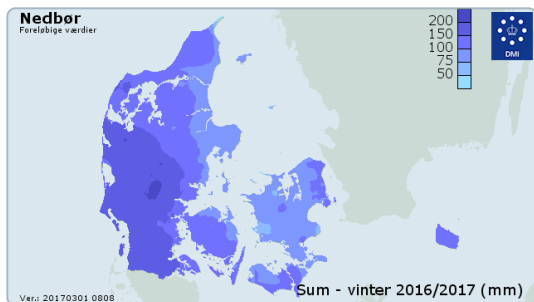 Nedbør
Foreløbige værdier
200
150
100
75
50
DMI
Sum - vinter 2016/2017 (mm)
Ver.: 20170301 0808